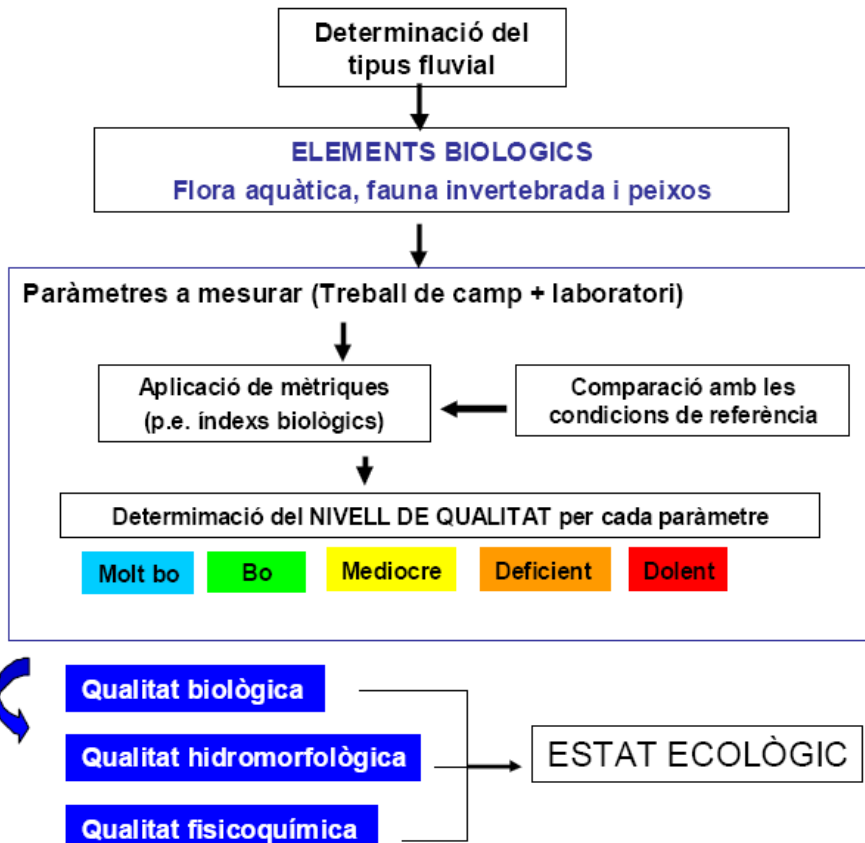 Determinació del
tipus fluvial
ELEMENTS BIOLOGICS
Flora aquàtica, fauna invertebrada i peixos
Paràmetres a mesurar (Treball de camp + laboratori)
Aplicació de mètriques
(p.e. índexs biològics)
Comparació amb les
condicions de referència
Determimació del NIVELL DE QUALITAT per cada paràmetre
Molt bo
Bo
Mediocre
Deficient
Dolent
Qualitat biològica
Qualitat hidromorfològica
Qualitat fisicoquímica
ESTAT ECOLÒGIC